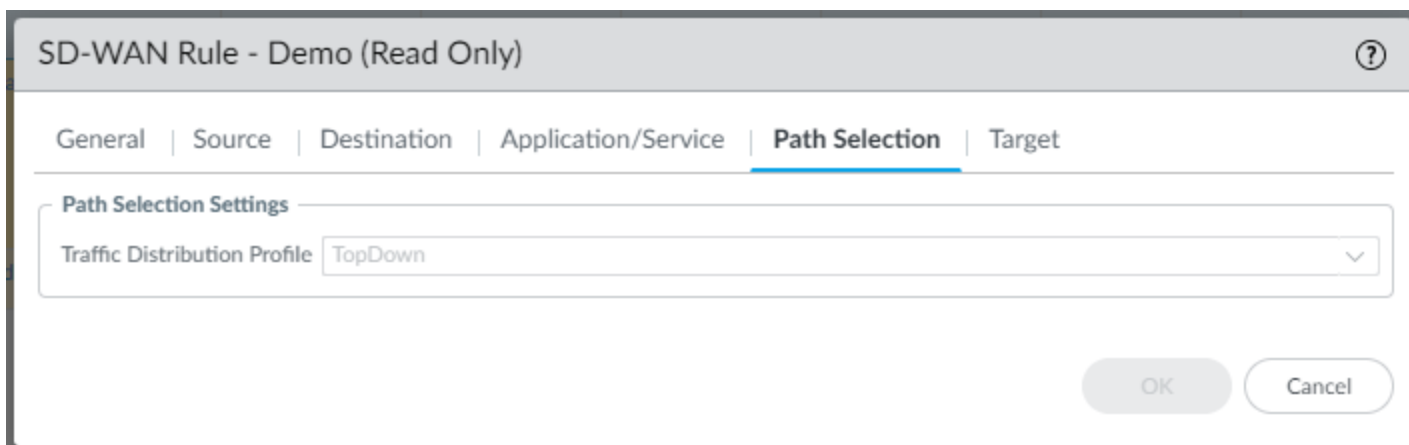 SD-WAN Rule - Demo (Read Only)
General | Source | Destination | Application/Service | Path Selection | Target
Path Selection Settings
Traffic Distribution Profile TopDown
OK Cancel